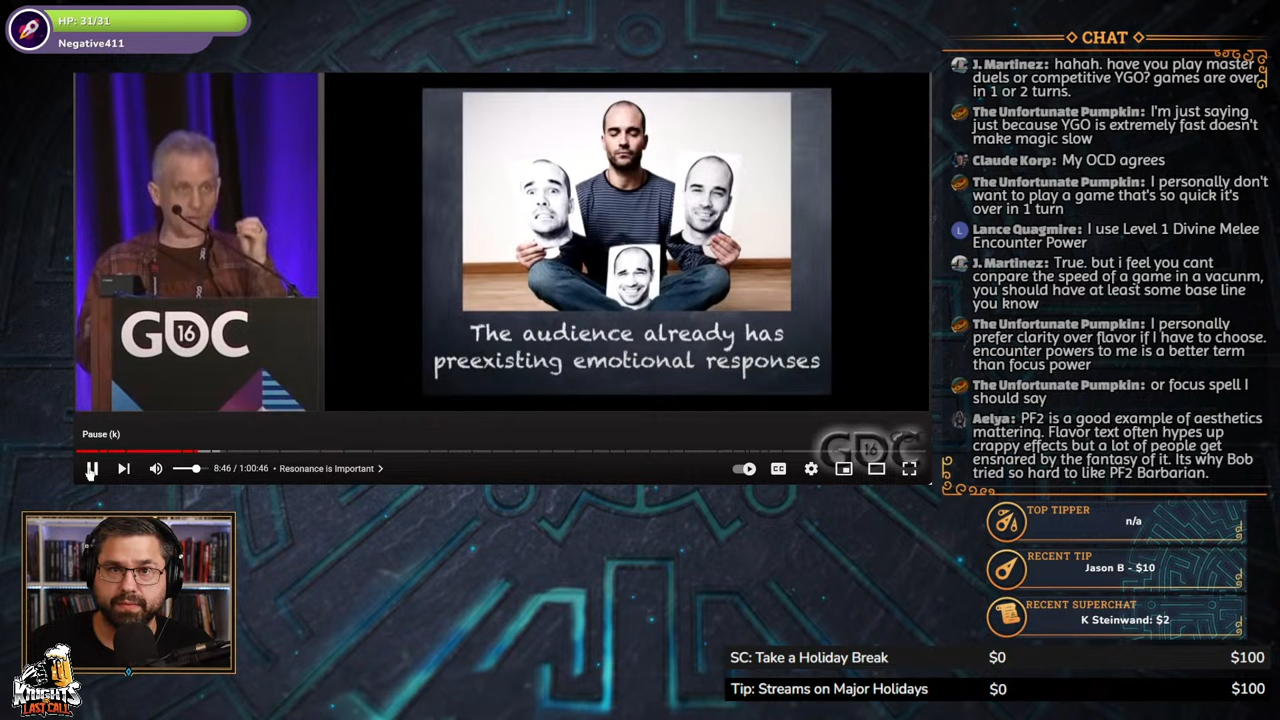 HP: 31/31
Negative411
GDC 16
The audience already has
preexisting emotional responses
Pause (k)
GDC 16
8:46 / 1:00:46 • Resonance is Important
CC
CHAT
J. Martinez: hahah. have you play master
duels or competitive YGO? games are over
in 1 or 2 turns.
The Unfortunate Pumpkin: I'm just saying
just because YGO is extremely fast doesn't
make magic slow
Claude Korp: My OCD agrees
The Unfortunate Pumpkin: I personally don't
want to play a game that's so quick it's
over in 1 turn
L Lance Quagmire: I use Level 1 Divine Melee
Encounter Power
J. Martinez: True. but i feel you cant
conpare the speed of a game in a vacunm,
you should have at least some base line
you know
The Unfortunate Pumpkin: I personally
prefer clarity over flavor if I have to choose.
encounter powers to me is a better term
than focus power
The Unfortunate Pumpkin: or focus spell I
should say
Aelya: PF2 is a good example of aesthetics
mattering. Flavor text often hypes up
crappy effects but a lot of people get
ensnared by the fantasy of it. Its why Bob
tried so hard to like PF2 Barbarian.
TOP TIPPER
n/a
RECENT TIP
Jason B - $10
RECENT SUPERCHAT
K Steinwand: $2
SC: Take a Holiday Break $0 $100
Tip: Streams on Major Holidays $0 $100
KNIGHTS
LAST CALL